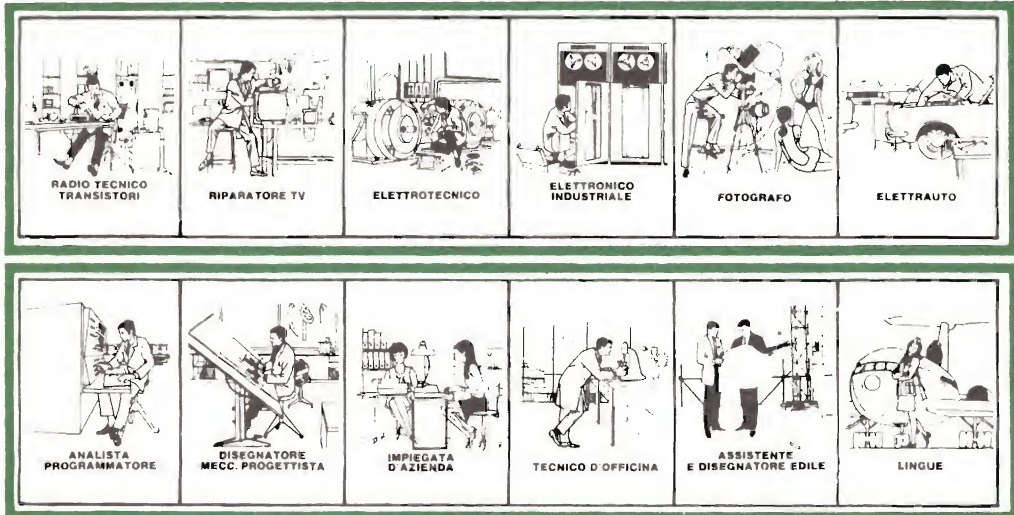 RADIO TECNICO
TRANSISTORI
RIPARATORE TV
ELETTROTECNICO
ELETTRONICO
INDUSTRIALE
FOTOGRAFO
ELETTRAUTO
ANALISTA
PROGRAMMATORE
DISEGNATORE
MECC. PROGETTISTA
IMPIEGATA
D'AZIENDA
TECNICO D'OFFICINA
ASSISTENTE
E DISEGNATORE EDILE
LINGUE